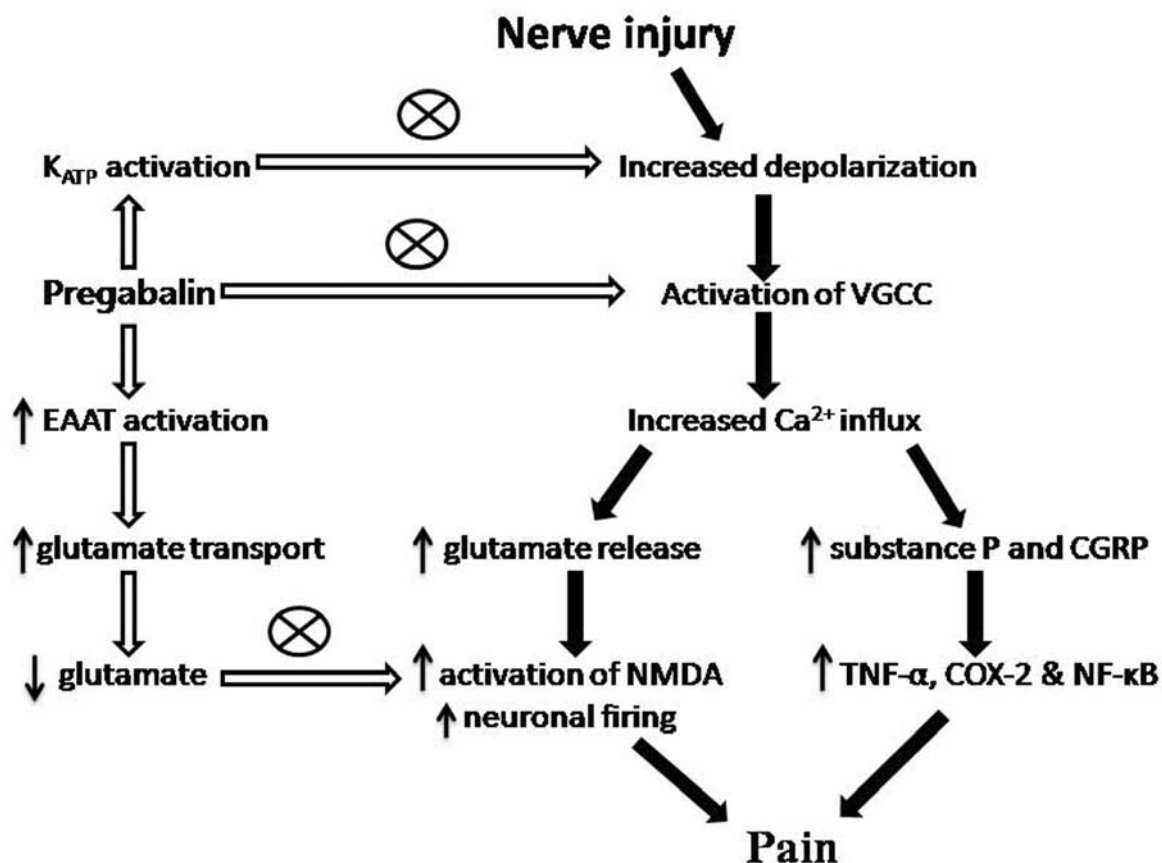 Nerve injury
K_ATP activation
Increased depolarization
Pregabalin
Activation of VGCC
↑ EAAT activation
Increased Ca²⁺ influx
↑ glutamate transport
↑ glutamate release
↑ substance P and CGRP
↓ glutamate
↑ activation of NMDA
↑ neuronal firing
↑ TNF-α, COX-2 & NF-κB
Pain